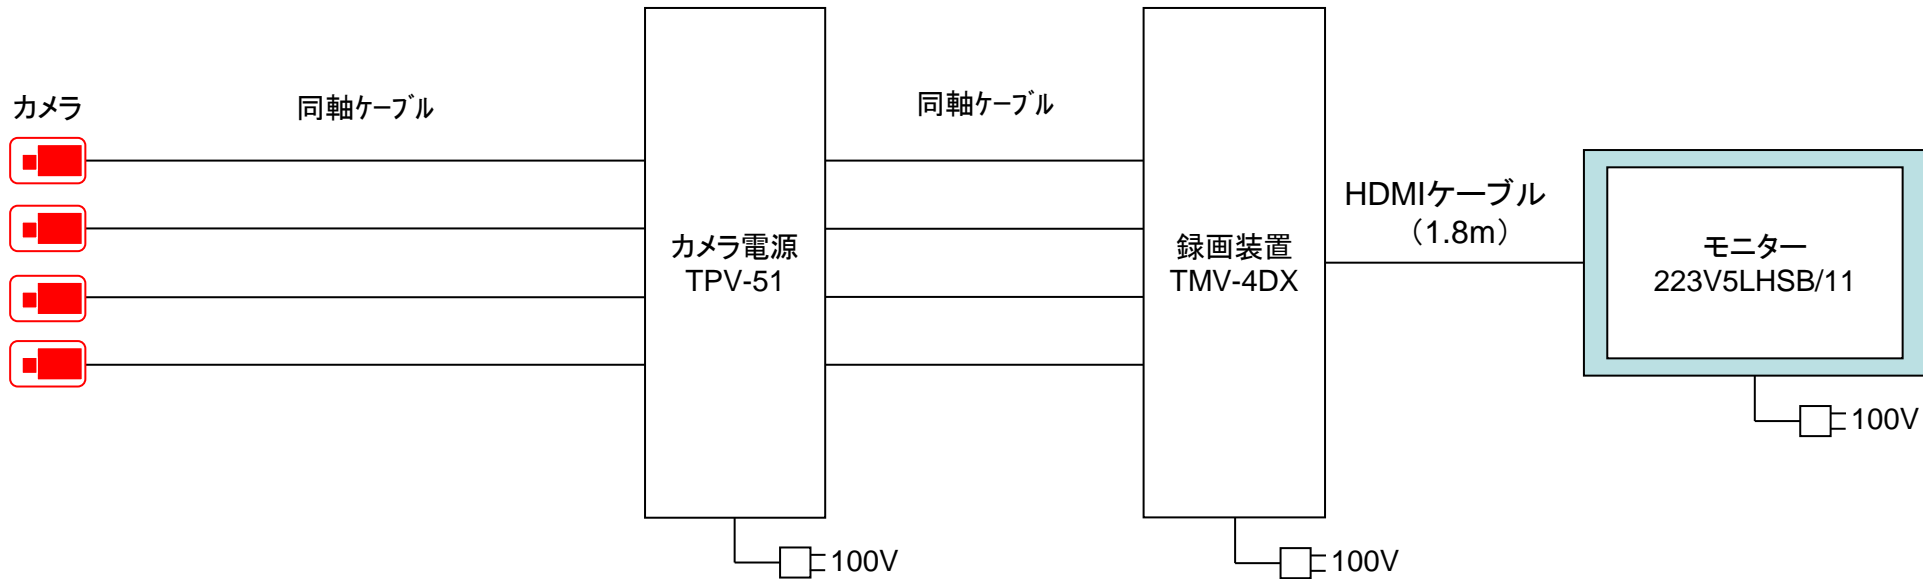 カメラ
同軸ｹｰﾌﾞﾙ
同軸ｹｰﾌﾞﾙ
カメラ電源
TPV-51
録画装置
TMV-4DX
HDMIケーブル
（1.8m）
モニター
223V5LHSB/11
100V
100V
100V